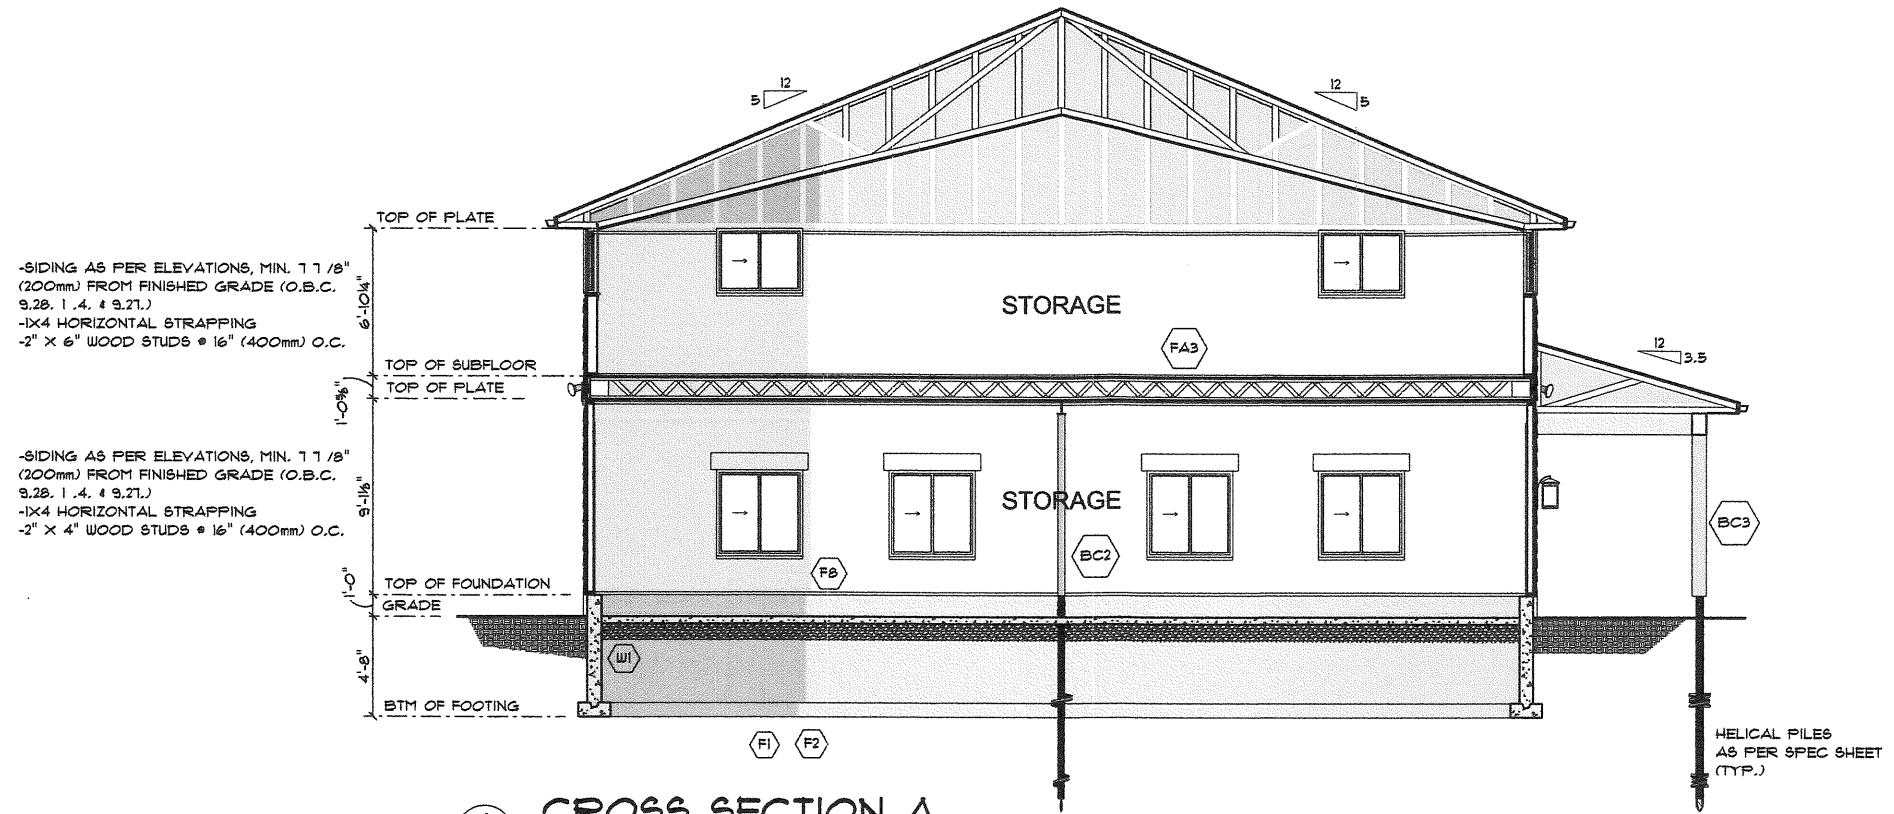 12
5
12
5
TOP OF PLATE
-SIDING AS PER ELEVATIONS, MIN. 7 7 /8"
(200mm) FROM FINISHED GRADE (O.B.C.
9.28. 1 .4. & 9.27.)
-1X4 HORIZONTAL STRAPPING
-2" X 6" WOOD STUDS @ 16" (400mm) O.C.
6'-10¼"
STORAGE
FA3
12
3.5
TOP OF SUBFLOOR
TOP OF PLATE
1'-0⅝"
-SIDING AS PER ELEVATIONS, MIN. 7 7 /8"
(200mm) FROM FINISHED GRADE (O.B.C.
9.28. 1 .4. & 9.27.)
-1X4 HORIZONTAL STRAPPING
-2" X 4" WOOD STUDS @ 16" (400mm) O.C.
9'-1⅛"
STORAGE
BC3
BC2
F8
TOP OF FOUNDATION
1'-0"
GRADE
W1
4'-8"
BTM OF FOOTING
F1
F2
HELICAL PILES
AS PER SPEC SHEET
(TYP.)
CROSS SECTION A